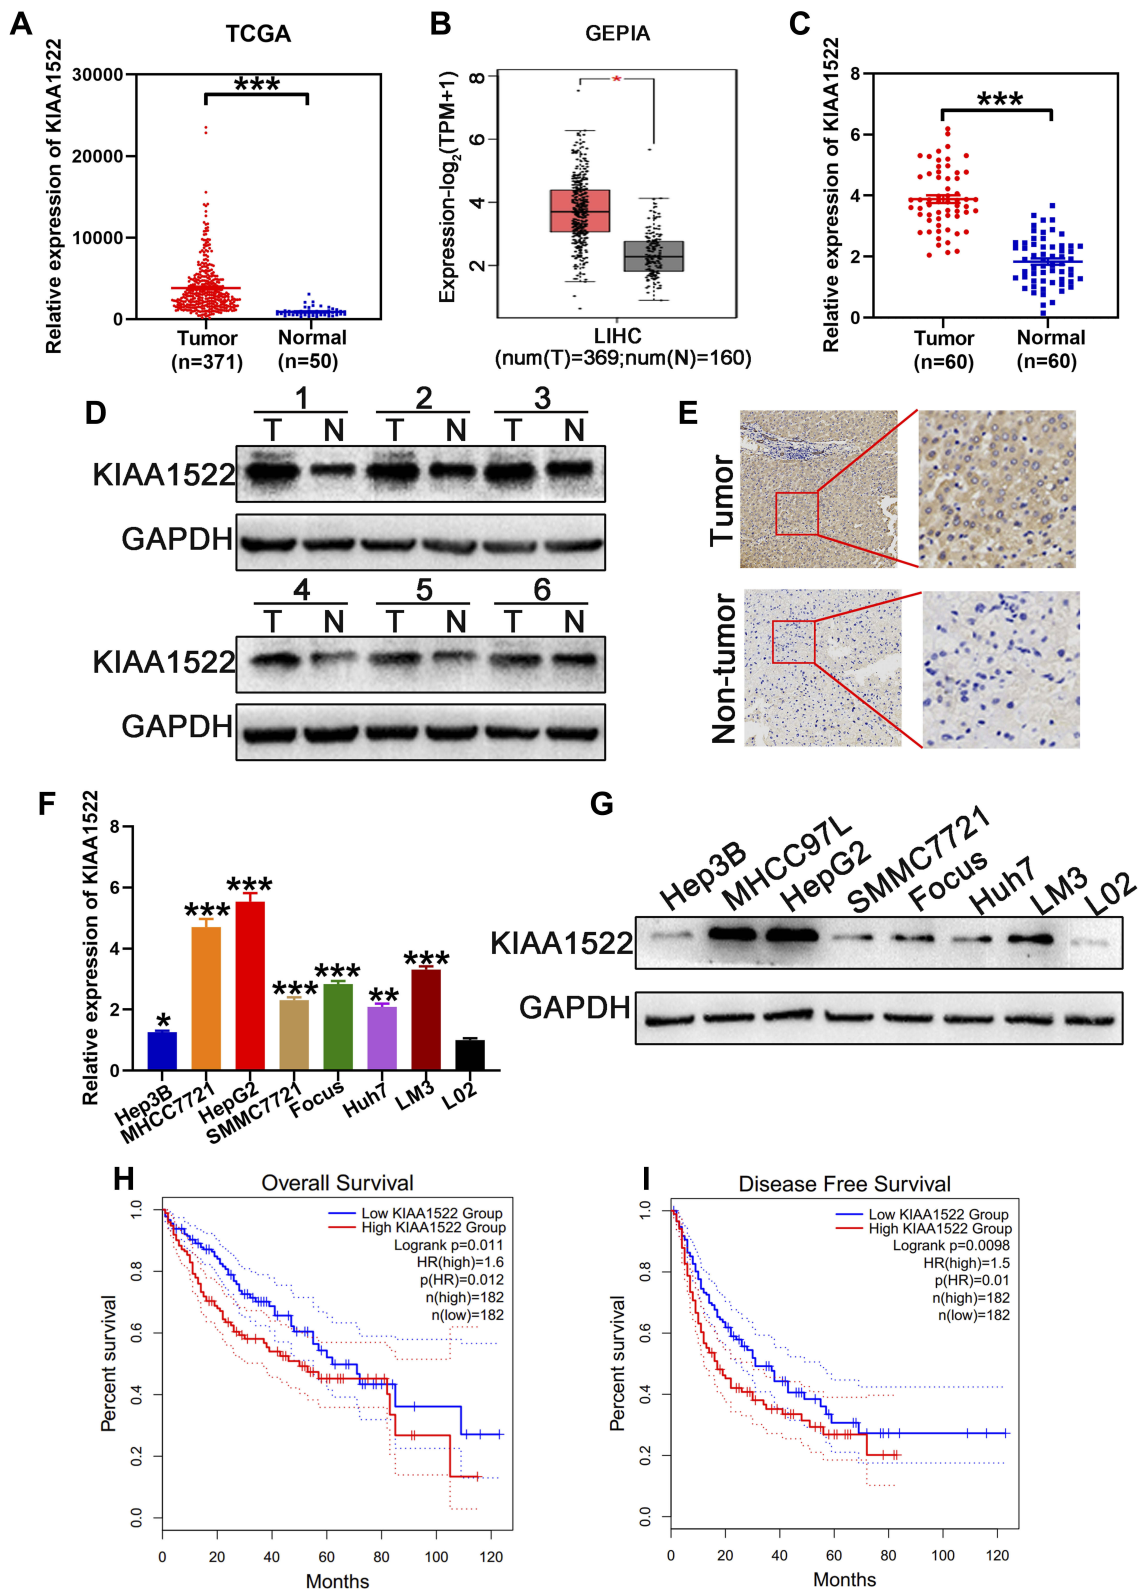 A
TCGA
Relative expression of KIAA1522
30000
20000
10000
0
***
Tumor
(n=371)
Normal
(n=50)
B
GEPIA
Expression-log2(TPM+1)
8
6
4
2
*
LIHC
(num(T)=369;num(N)=160)
C
Relative expression of KIAA1522
8
6
4
2
0
***
Tumor
(n=60)
Normal
(n=60)
D
1 2 3
T N T N T N
KIAA1522
GAPDH
4 5 6
T N T N T N
KIAA1522
GAPDH
E
Tumor
Non-tumor
F
Relative expression of KIAA1522
8
6
4
2
0
* *** *** *** *** ** ***
Hep3B
MHCC7721
HepG2
SMMC7721
Focus
Huh7
LM3
L02
G
Hep3B
MHCC97L
HepG2
SMMC7721
Focus
Huh7
LM3
L02
KIAA1522
GAPDH
H
Overall Survival
Low KIAA1522 Group
High KIAA1522 Group
Logrank p=0.011
HR(high)=1.6
p(HR)=0.012
n(high)=182
n(low)=182
Percent survival
1.0
0.8
0.6
0.4
0.2
0.0
0 20 40 60 80 100 120
Months
I
Disease Free Survival
Low KIAA1522 Group
High KIAA1522 Group
Logrank p=0.0098
HR(high)=1.5
p(HR)=0.01
n(high)=182
n(low)=182
Percent survival
1.0
0.8
0.6
0.4
0.2
0.0
0 20 40 60 80 100 120
Months